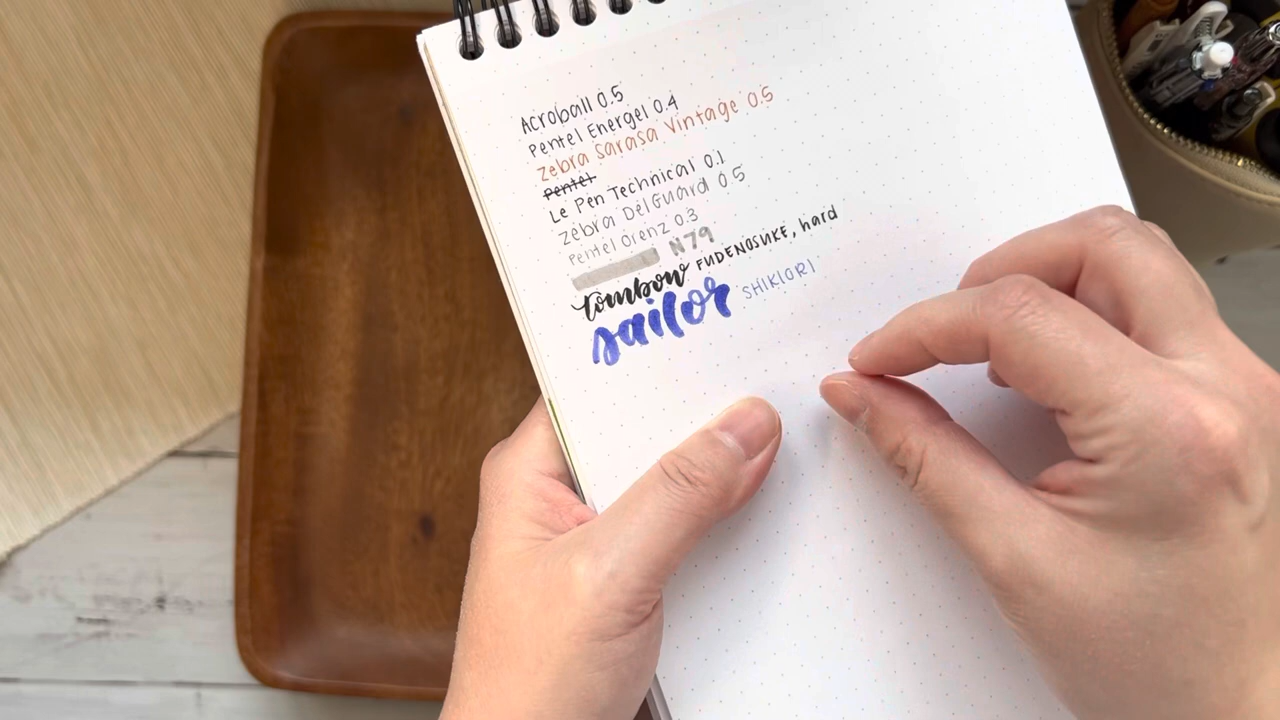 Acroball 0.5
Pentel Energel 0.4
Zebra Sarasa Vintage 0.5
Pentel
Le Pen Technical 0.1
Zebra DelGuard 0.5
Pentel Orenz 0.3
N79
tombow FUDENOSUKE, hard
sailor SHIKIORI